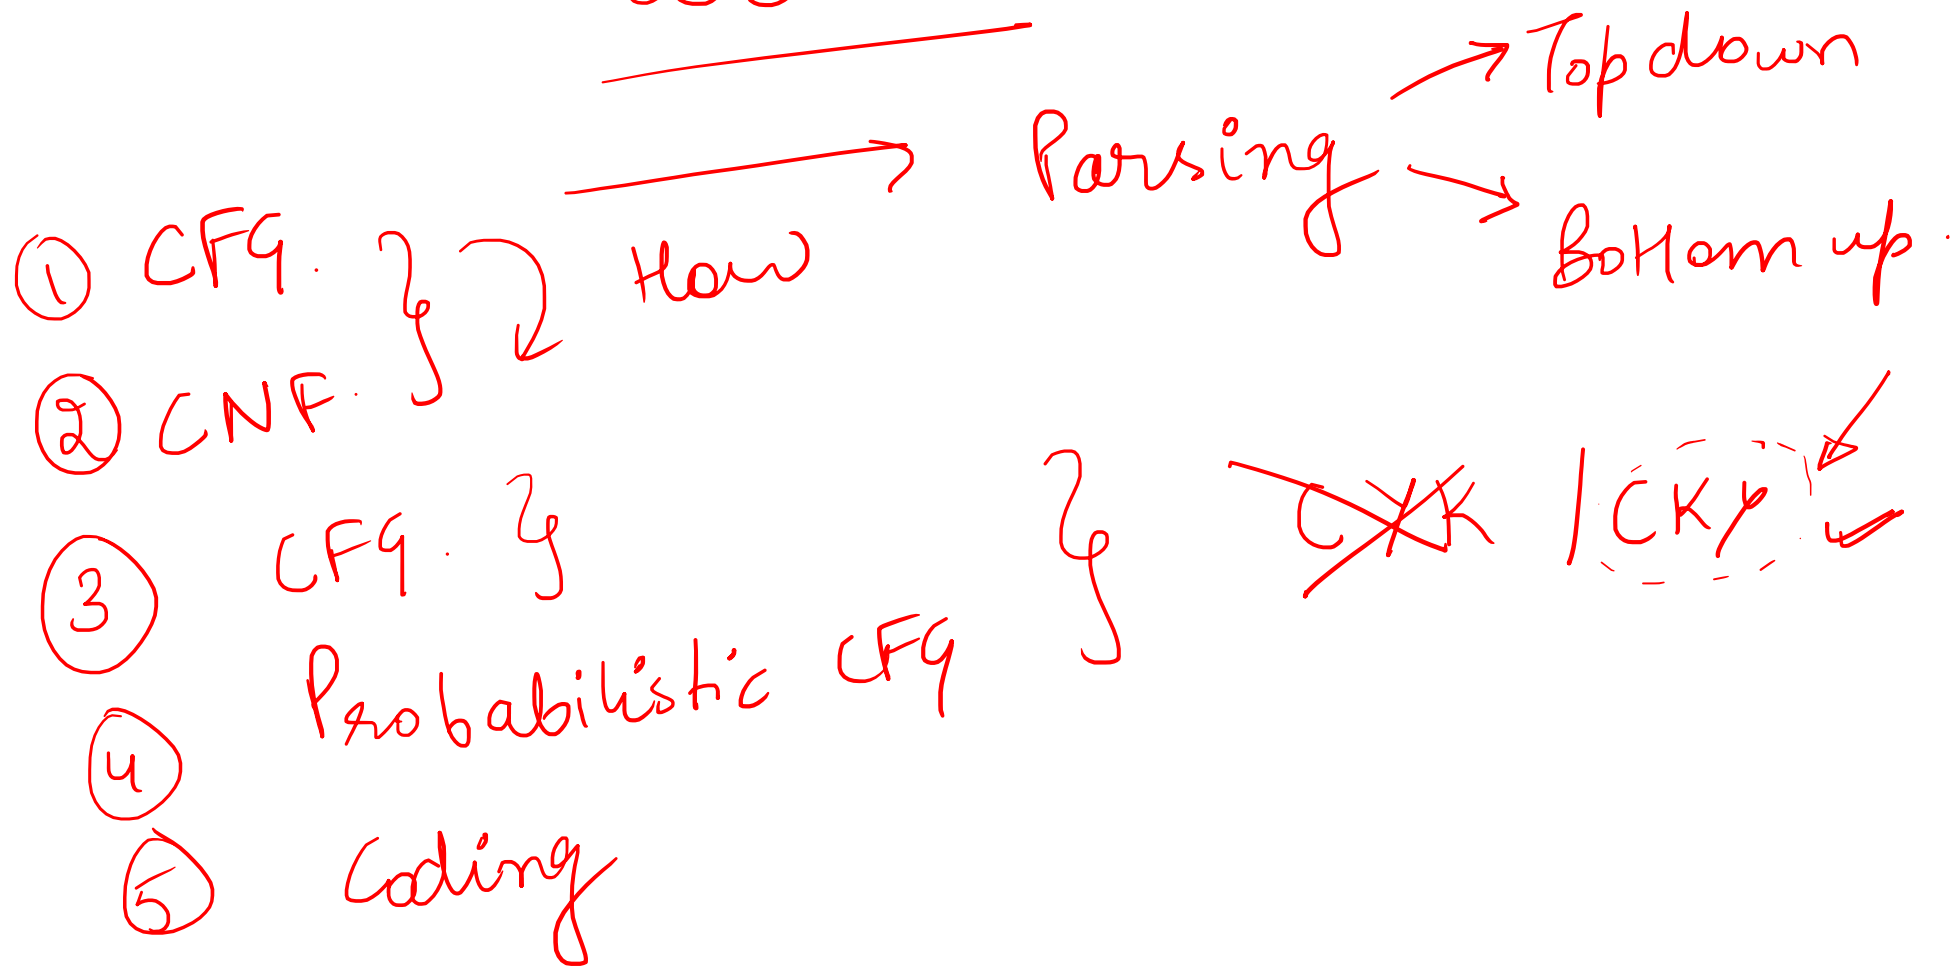 Top down
Parsing
Bottom up.
1 CFG.
How
2 CNF.
3 CFG.
CYK / CKY
4 Probabilistic CFG
5 Coding